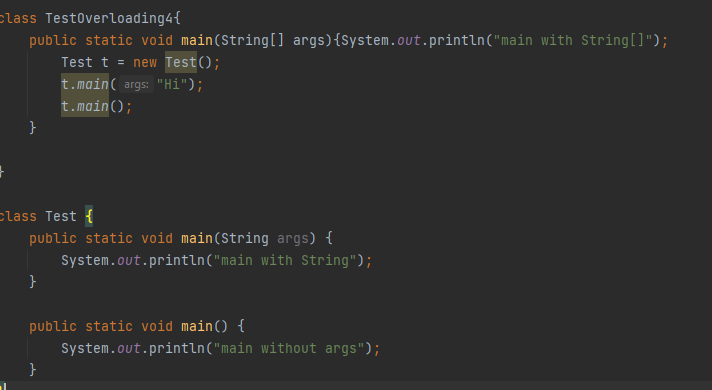 class TestOverloading4{
    public static void main(String[] args){System.out.println("main with String[]");
        Test t = new Test();
        t.main( args: "Hi");
        t.main();
    }

}

class Test {
    public static void main(String args) {
        System.out.println("main with String");
    }

    public static void main() {
        System.out.println("main without args");
    }
}